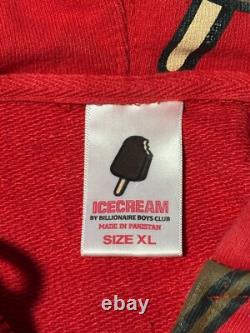 ICECREAM
BY BILLIONAIRE BOYS CLUB
MADE IN PAKISTAN
SIZE XL